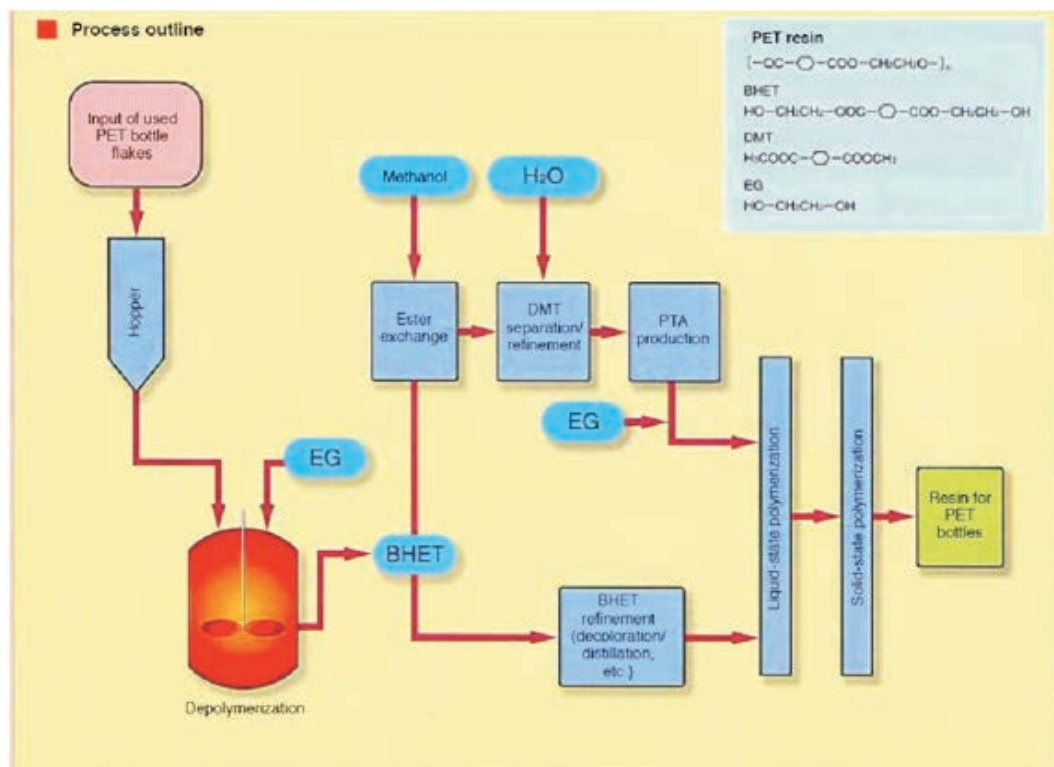 Process outline
PET resin
[—OC—⬡—COO—CH₂CH₂O—]ₙ
BHET
HO—CH₂CH₂—OOC—⬡—COO—CH₂CH₂—OH
DMT
H₃COOC—⬡—COOCH₃
EG
HO—CH₂CH₂—OH
Input of used
PET bottle
flakes
Methanol
H₂O
Hopper
Ester
exchange
DMT
separation/
refinement
PTA
production
EG
EG
BHET
Depolymerization
BHET
refinement
(decoloration/
distillation,
etc.)
Liquid-state polymerization
Solid-state polymerization
Resin for
PET
bottles